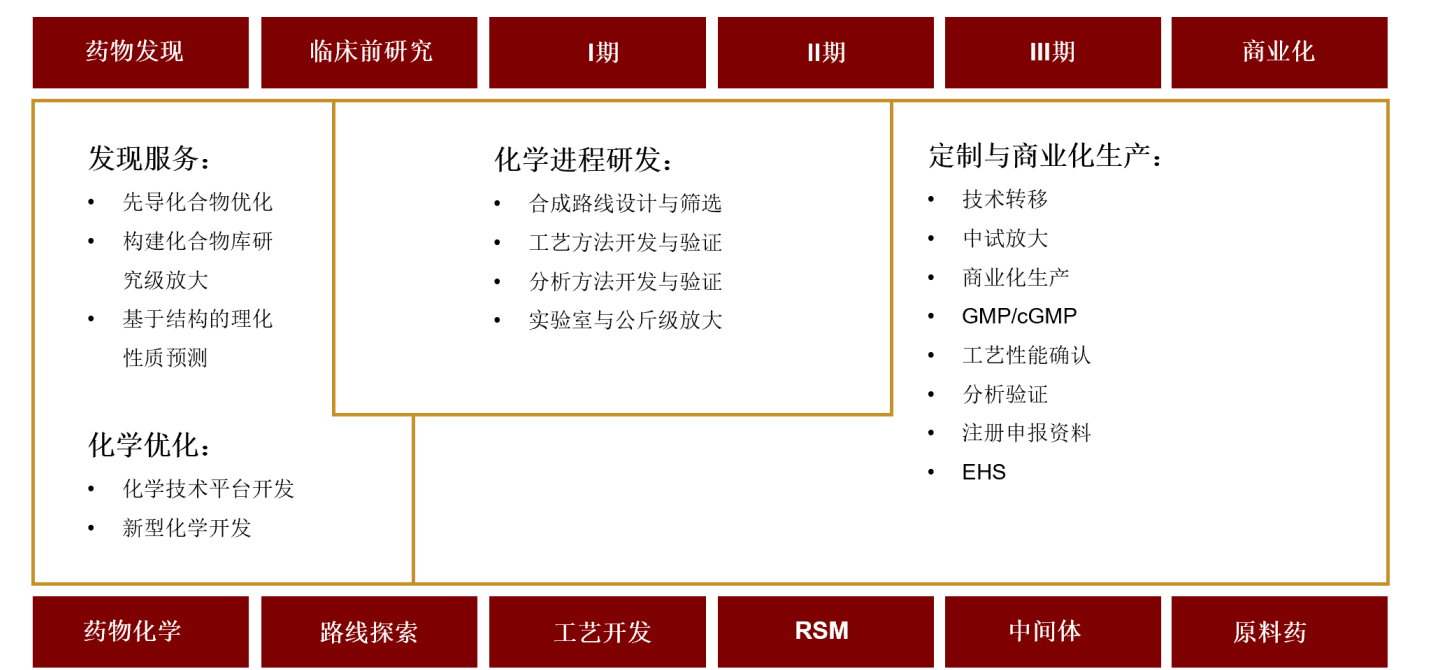 药物发现
临床前研究
I期
II期
III期
商业化
发现服务：
• 先导化合物优化
• 构建化合物库研
究级放大
• 基于结构的理化
性质预测
化学优化：
• 化学技术平台开发
• 新型化学开发
化学进程研发：
• 合成路线设计与筛选
• 工艺方法开发与验证
• 分析方法开发与验证
• 实验室与公斤级放大
定制与商业化生产：
• 技术转移
• 中试放大
• 商业化生产
• GMP/cGMP
• 工艺性能确认
• 分析验证
• 注册申报资料
• EHS
药物化学
路线探索
工艺开发
RSM
中间体
原料药